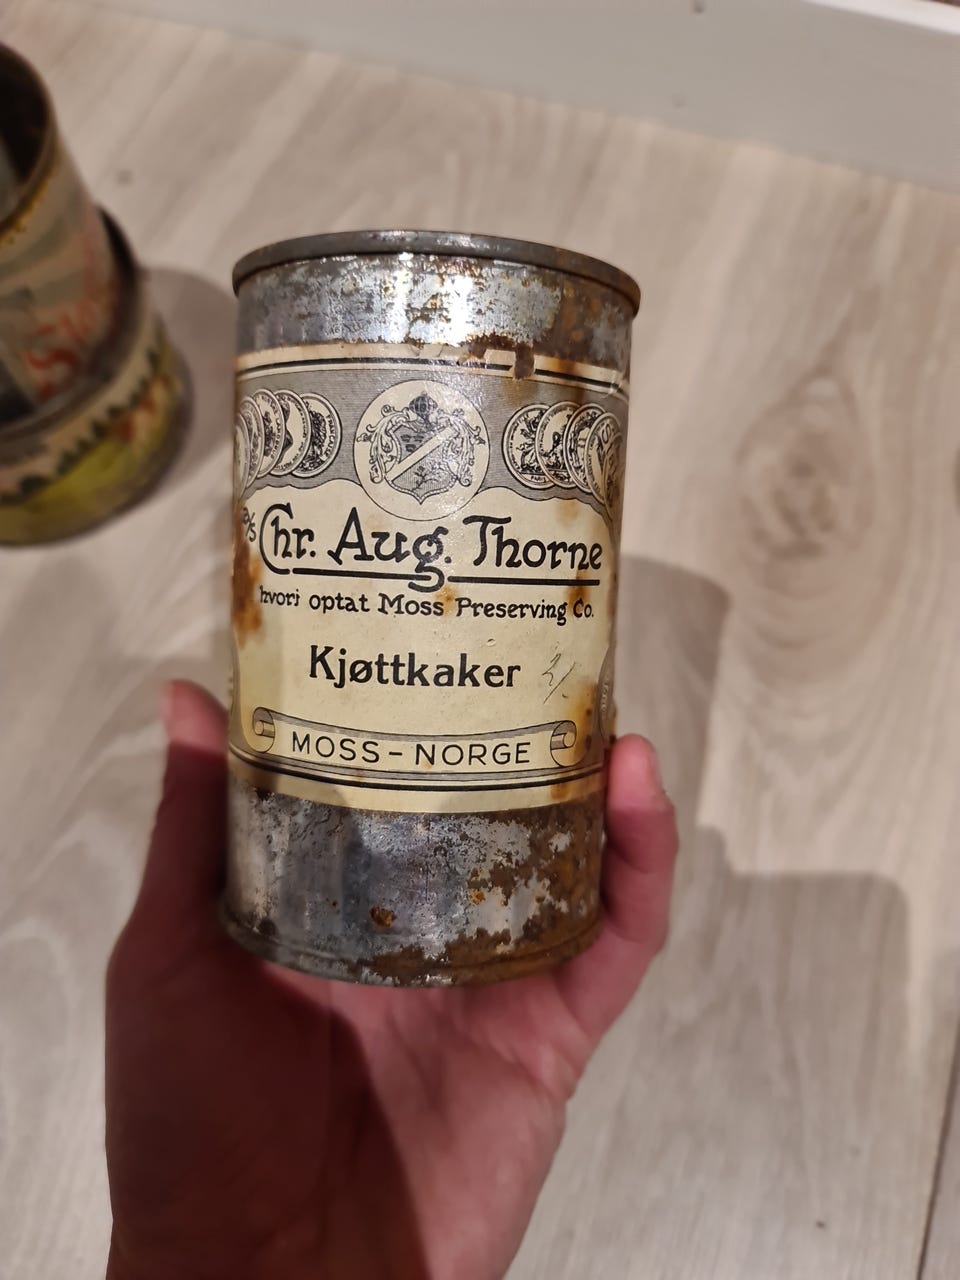 A/S Chr. Aug. Thorne
hvori optat Moss Preserving Co.
Kjøttkaker
MOSS - NORGE